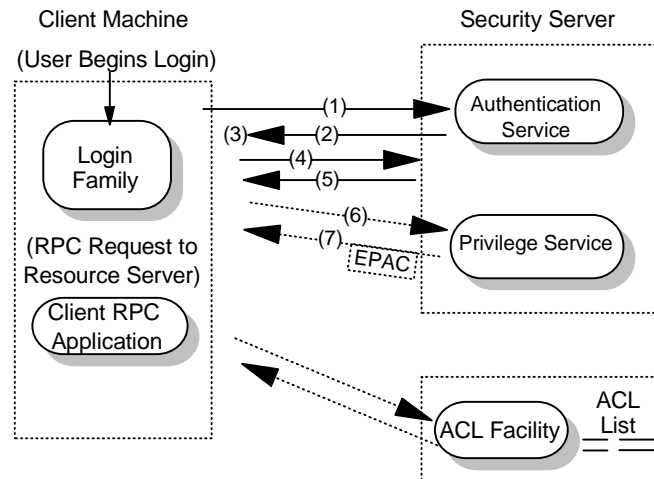 Client Machine
Security Server
(User Begins Login)
(1)
Authentication
Service
(3)
(2)
Login
Family
(4)
(5)
(6)
(RPC Request to
Resource Server)
(7)
Privilege Service
EPAC
Client RPC
Application
ACL
List
ACL Facility